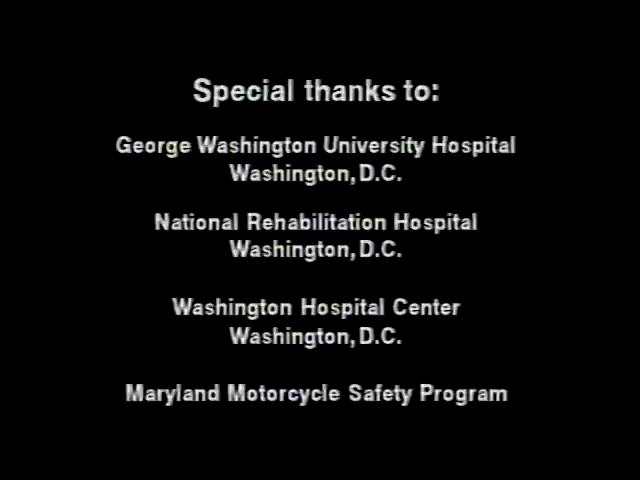 Special thanks to:
George Washington University Hospital
Washington, D.C.
National Rehabilitation Hospital
Washington, D.C.
Washington Hospital Center
Washington, D.C.
Maryland Motorcycle Safety Program